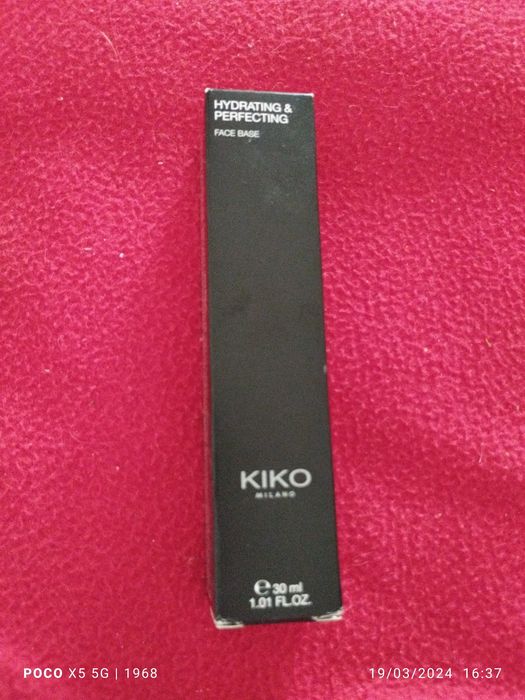 HYDRATING &
PERFECTING
FACE BASE
KIKO
MILANO
e 30 ml
1.01 FL.OZ.
POCO X5 5G | 1968
19/03/2024 16:37